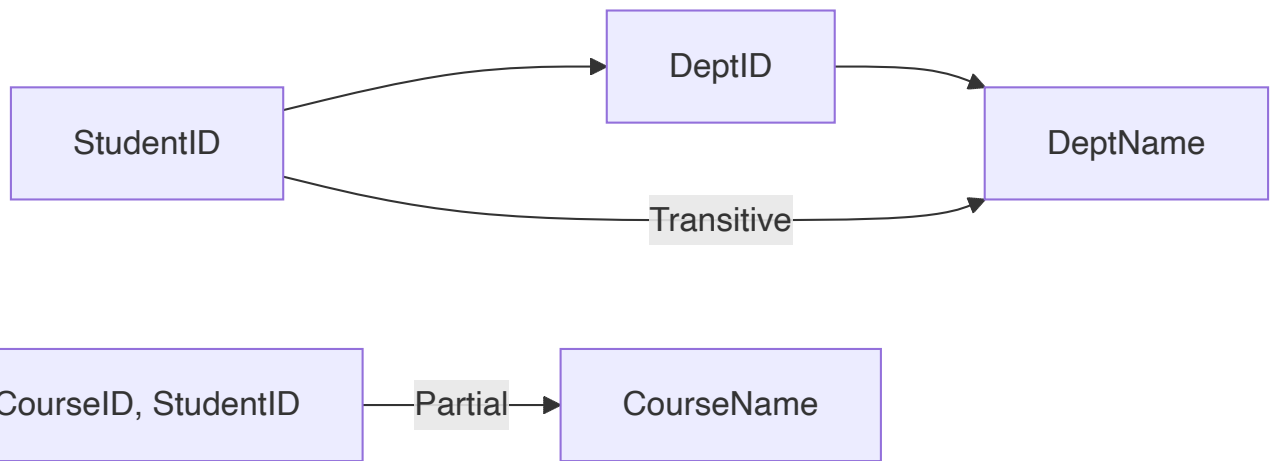 DeptID
StudentID
DeptName
Transitive
CourseID, StudentID
Partial
CourseName